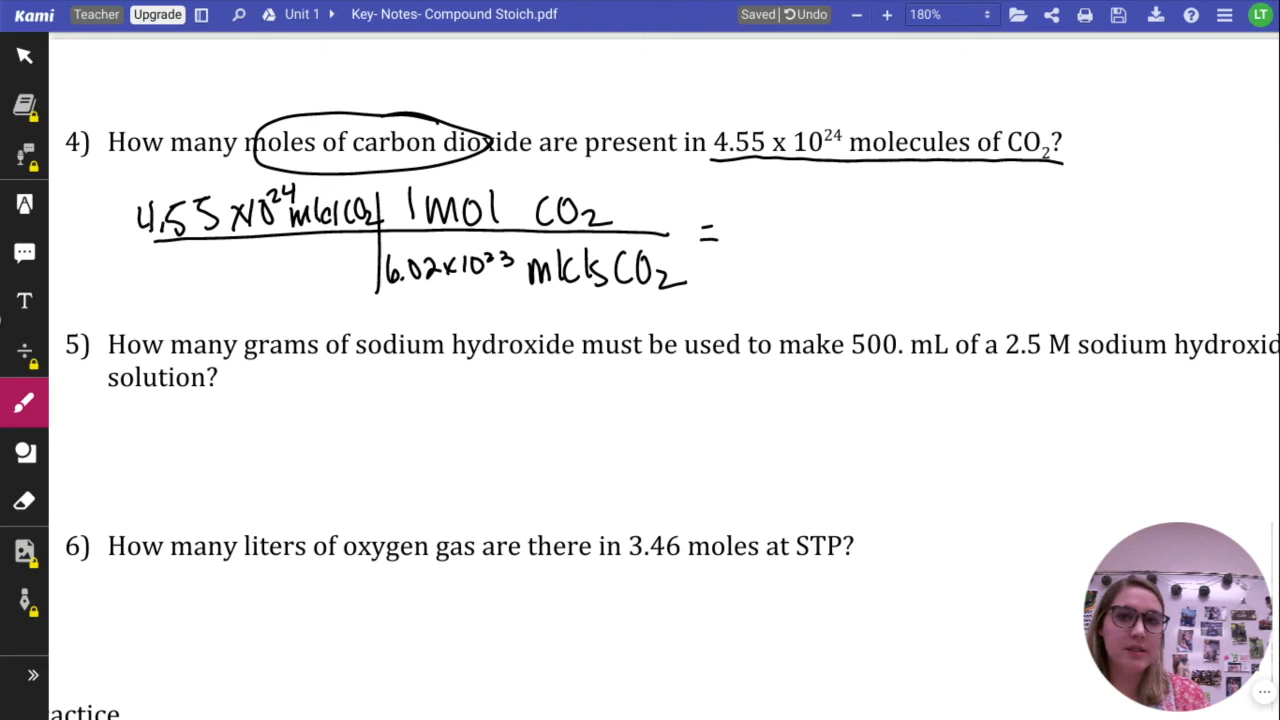 Kami Teacher Upgrade Unit 1 Key- Notes- Compound Stoich.pdf Saved Undo − + 180% LT
4) How many moles of carbon dioxide are present in 4.55 x 10²⁴ molecules of CO₂?
4.55 x10²⁴ mlcl CO₂ 1 mol CO₂
=
6.02x10²³ mlcls CO₂
5) How many grams of sodium hydroxide must be used to make 500. mL of a 2.5 M sodium hydroxid
solution?
6) How many liters of oxygen gas are there in 3.46 moles at STP?
actice